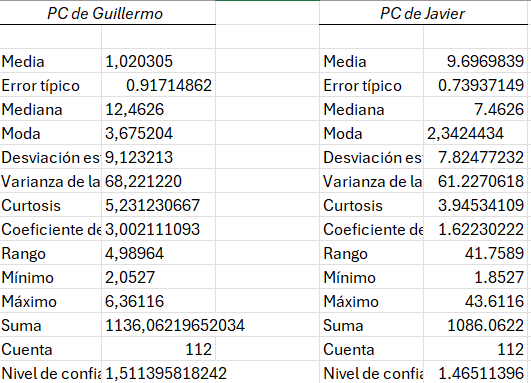 PC de Guillermo PC de Javier
Media 1,020305 Media 9.6969839
Error típico 0.91714862 Error típico 0.73937149
Mediana 12,4626 Mediana 7.4626
Moda 3,675204 Moda 2,3424434
Desviación es 9,123213 Desviación es 7.82477232
Varianza de la 68,221220 Varianza de la 61.2270618
Curtosis 5,231230667 Curtosis 3.94534109
Coeficiente de 3,002111093 Coeficiente de 1.62230222
Rango 4,98964 Rango 41.7589
Mínimo 2,0527 Mínimo 1.8527
Máximo 6,36116 Máximo 43.6116
Suma 1136,06219652034 Suma 1086.0622
Cuenta 112 Cuenta 112
Nivel de confia 1,511395818242 Nivel de confia 1.46511396